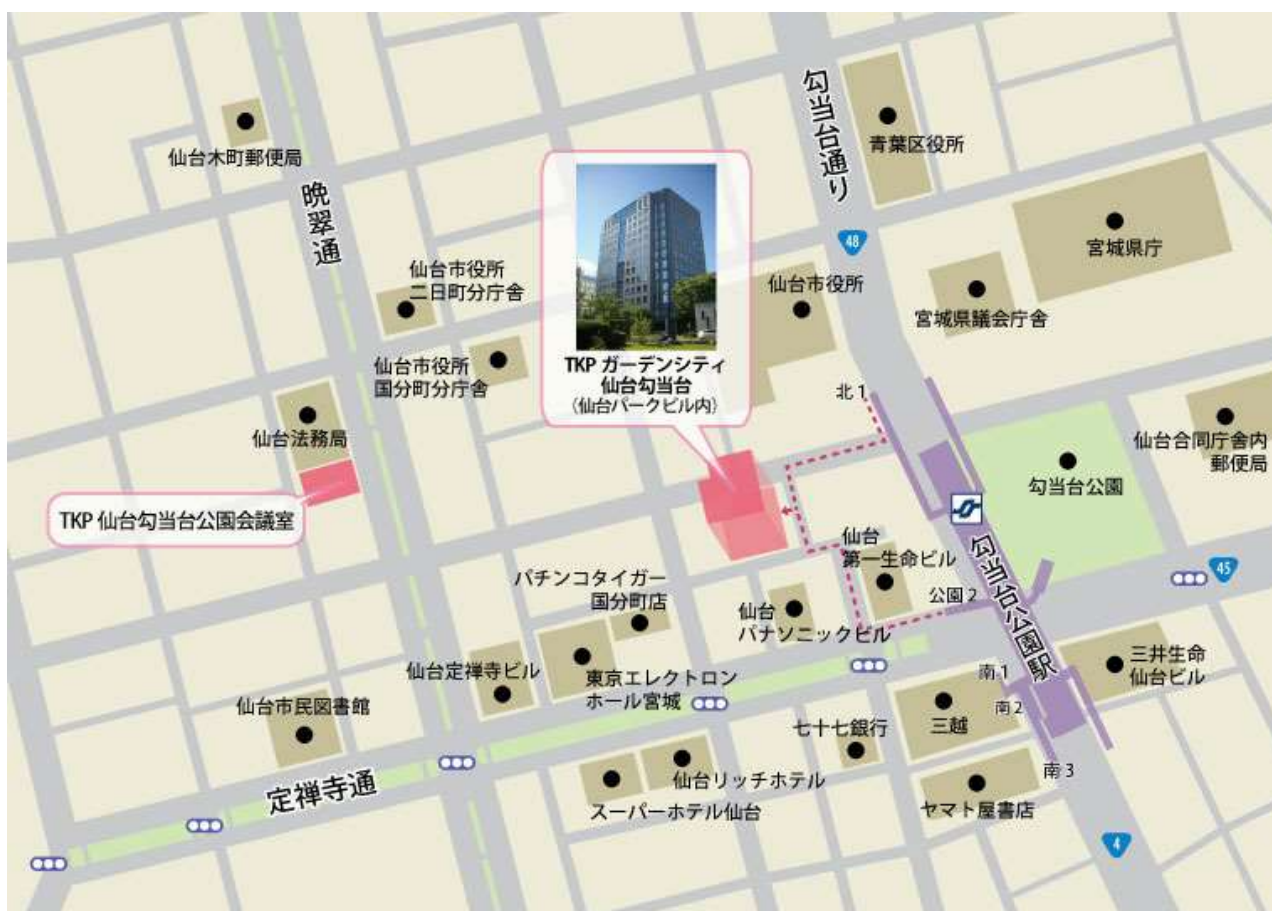 勾当台通り
青葉区役所
仙台木町郵便局
晩翠通
48
宮城県庁
仙台市役所
二日町分庁舎
仙台市役所
宮城県議会庁舎
仙台市役所
国分町分庁舎
TKP ガーデンシティ
仙台勾当台
(仙台パークビル内)
北1
仙台法務局
仙台合同庁舎内
郵便局
勾当台公園
TKP 仙台勾当台公園会議室
仙台
第一生命ビル
勾当台公園駅
45
パチンコタイガー
国分町店
公園2
仙台
パナソニックビル
仙台定禅寺ビル
東京エレクトロン
ホール宮城
南1
三井生命
仙台ビル
仙台市民図書館
南2
三越
七十七銀行
定禅寺通
仙台リッチホテル
南3
スーパーホテル仙台
ヤマト屋書店
4